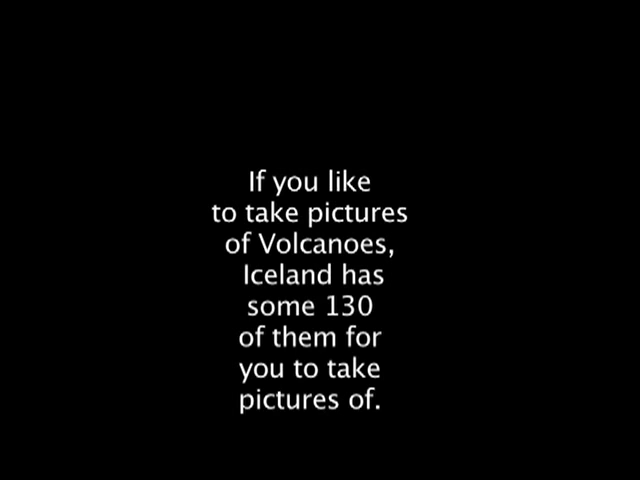 If you like
to take pictures
of Volcanoes,
Iceland has
some 130
of them for
you to take
pictures of.